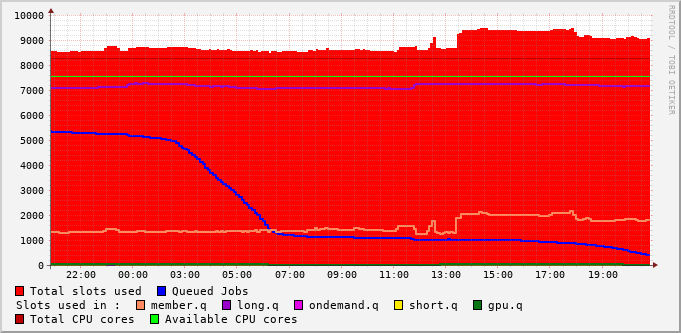 10000
9000
8000
7000
6000
5000
4000
3000
2000
1000
0
22:00 00:00 03:00 05:00 07:00 09:00 11:00 13:00 15:00 17:00 19:00
RRDTOOL / TOBI OETIKER
Total slots used Queued Jobs
Slots used in : member.q long.q ondemand.q short.q gpu.q
Total CPU cores Available CPU cores